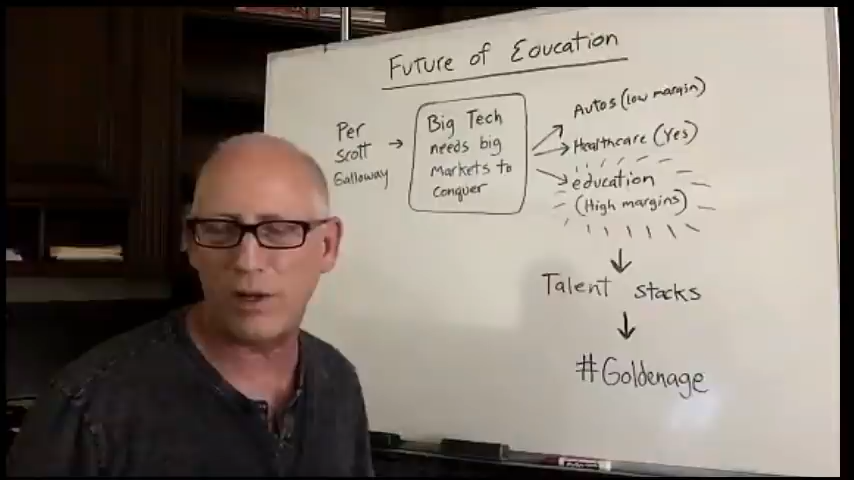 Future of Education
Per
Scott
Galloway
Big Tech
needs big
Markets to
conquer
Autos (low margin)
Healthcare (Yes)
education
(High margins)
Talent stacks
#Goldenage